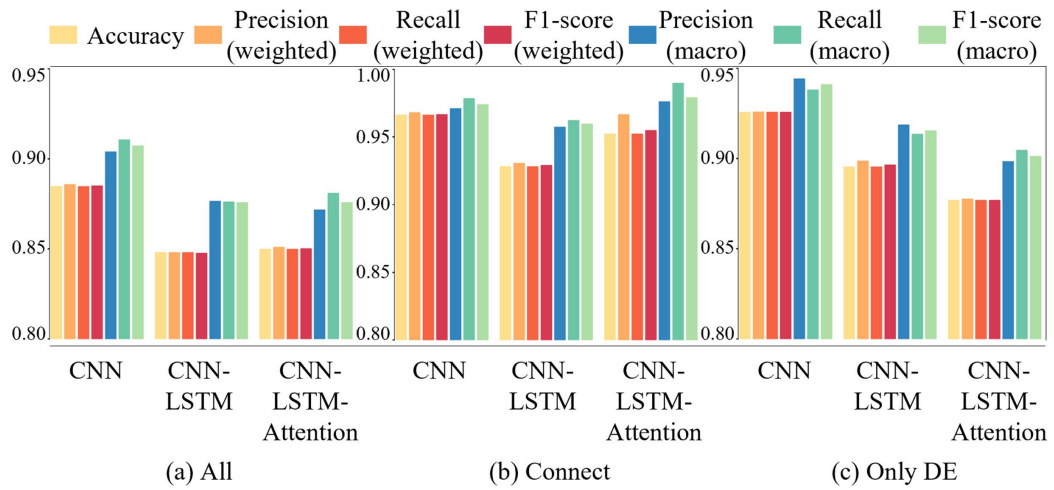 Accuracy
Precision
(weighted)
Recall
(weighted)
F1-score
(weighted)
Precision
(macro)
Recall
(macro)
F1-score
(macro)
0.95
0.90
0.85
0.80
CNN
CNN-
LSTM
CNN-
LSTM-
Attention
(a) All
1.00
0.95
0.90
0.85
0.80
CNN
CNN-
LSTM
CNN-
LSTM-
Attention
(b) Connect
0.95
0.90
0.85
0.80
CNN
CNN-
LSTM
CNN-
LSTM-
Attention
(c) Only DE